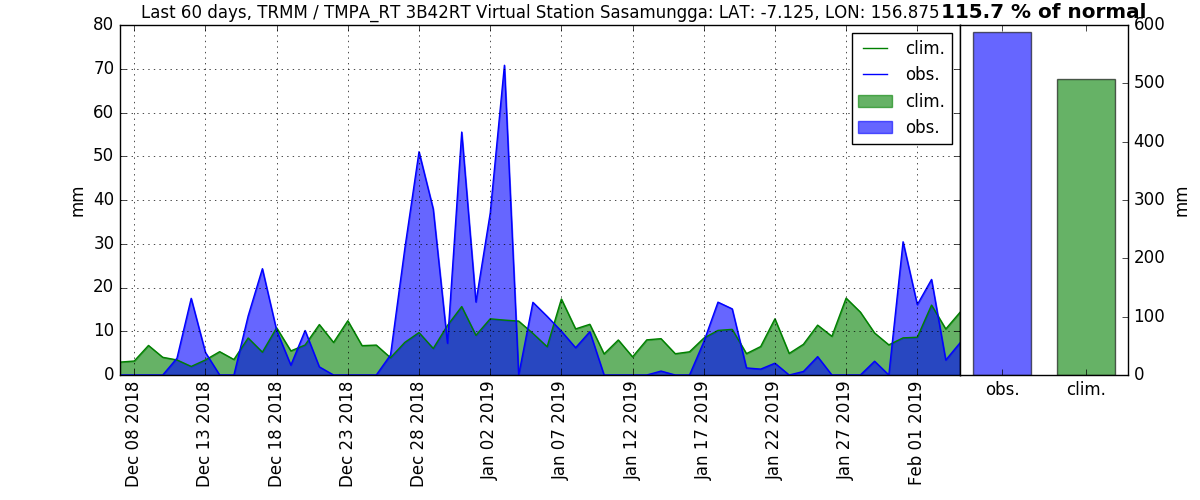 Last 60 days, TRMM / TMPA_RT 3B42RT Virtual Station Sasamungga: LAT: -7.125, LON: 156.875
115.7 % of normal
clim.
obs.
clim.
obs.
mm
80
70
60
50
40
30
20
10
0
Dec 08 2018
Dec 13 2018
Dec 18 2018
Dec 23 2018
Dec 28 2018
Jan 02 2019
Jan 07 2019
Jan 12 2019
Jan 17 2019
Jan 22 2019
Jan 27 2019
Feb 01 2019
600
500
400
300
200
100
0
mm
obs.
clim.